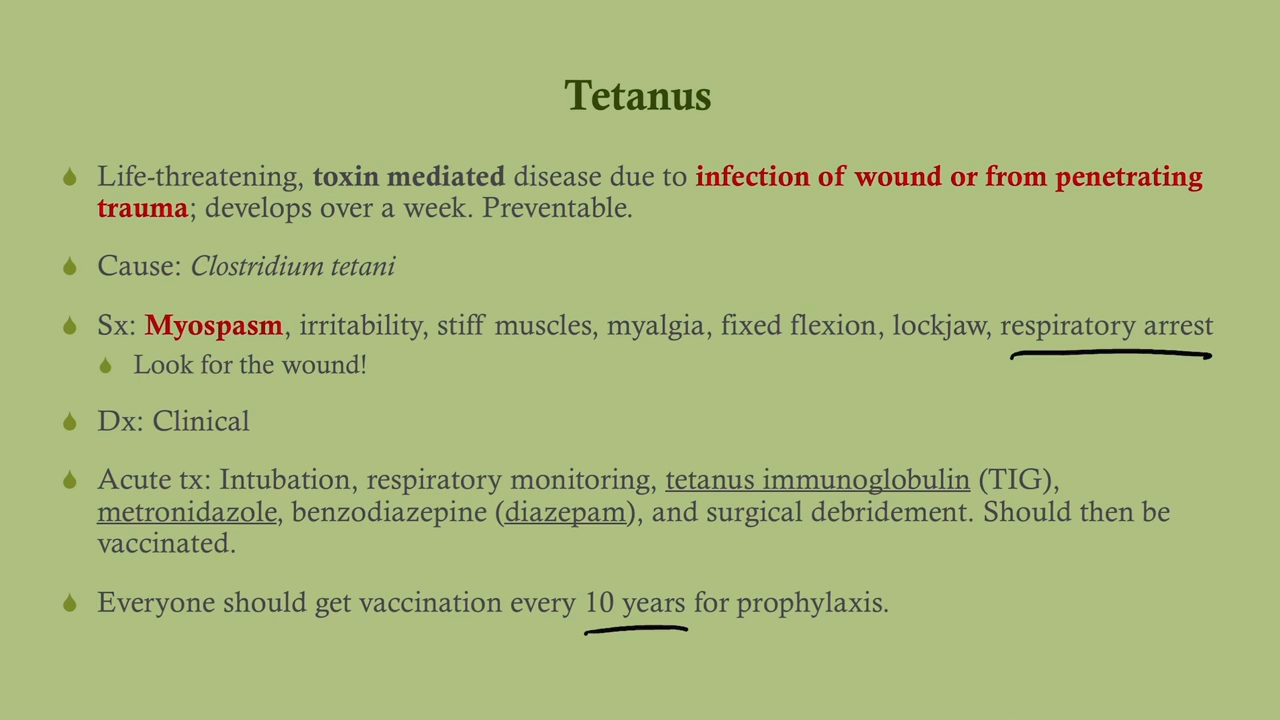 Tetanus
Life-threatening, toxin mediated disease due to infection of wound or from penetrating
trauma; develops over a week. Preventable.
Cause: Clostridium tetani
Sx: Myospasm, irritability, stiff muscles, myalgia, fixed flexion, lockjaw, respiratory arrest
Look for the wound!
Dx: Clinical
Acute tx: Intubation, respiratory monitoring, tetanus immunoglobulin (TIG),
metronidazole, benzodiazepine (diazepam), and surgical debridement. Should then be
vaccinated.
Everyone should get vaccination every 10 years for prophylaxis.